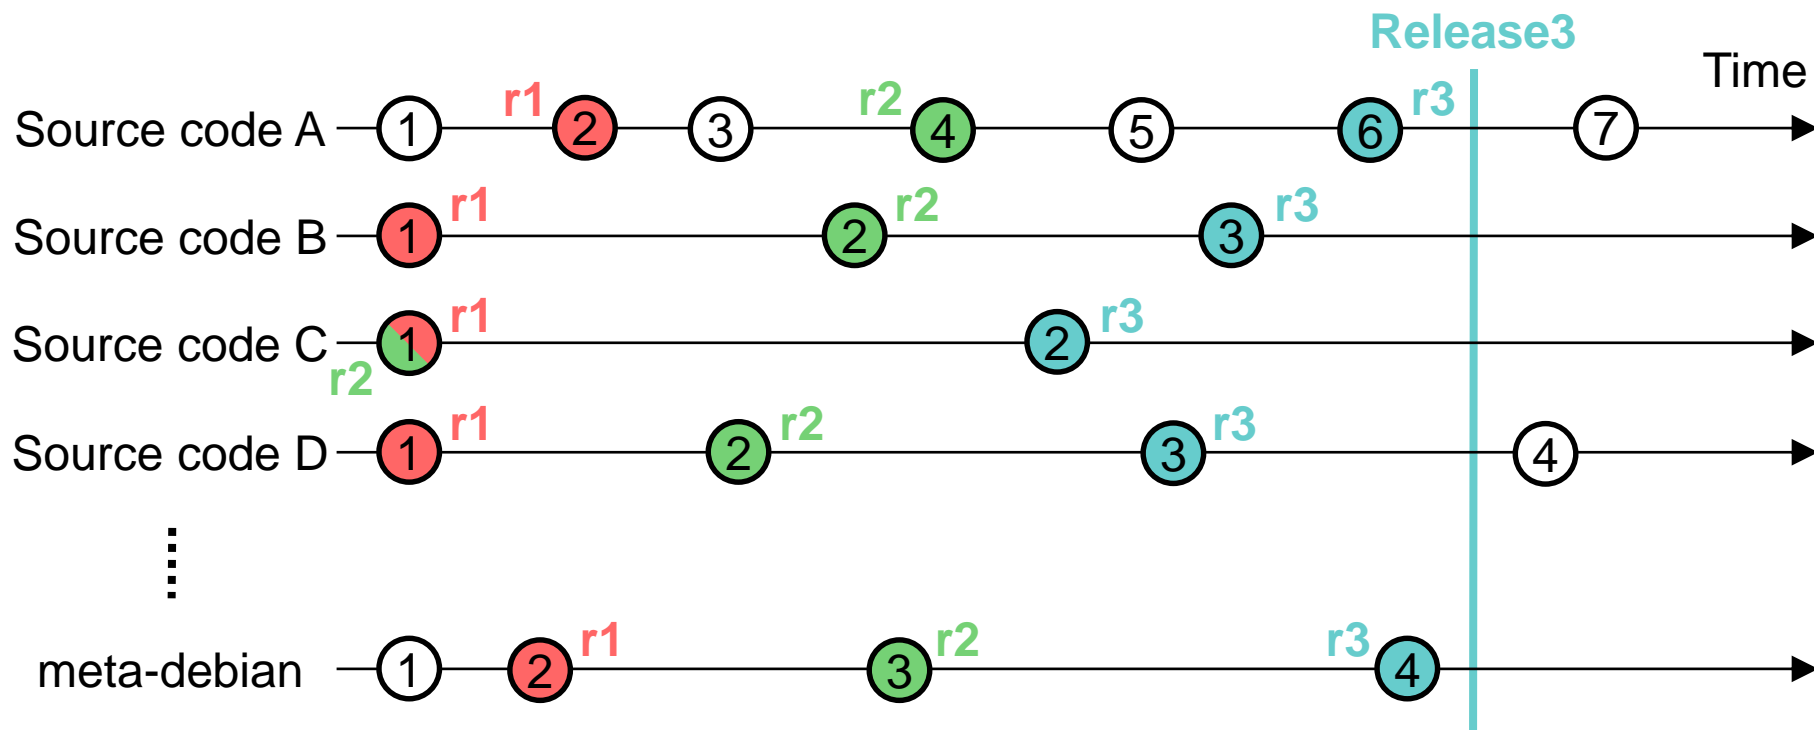 Release3
Time
Source code A 1 r1 2 3 r2 4 5 6 r3 7
Source code B 1 r1 2 r2 3 r3
Source code C 1 r1 r2 2 r3
Source code D 1 r1 2 r2 3 r3 4
meta-debian 1 2 r1 3 r2 r3 4